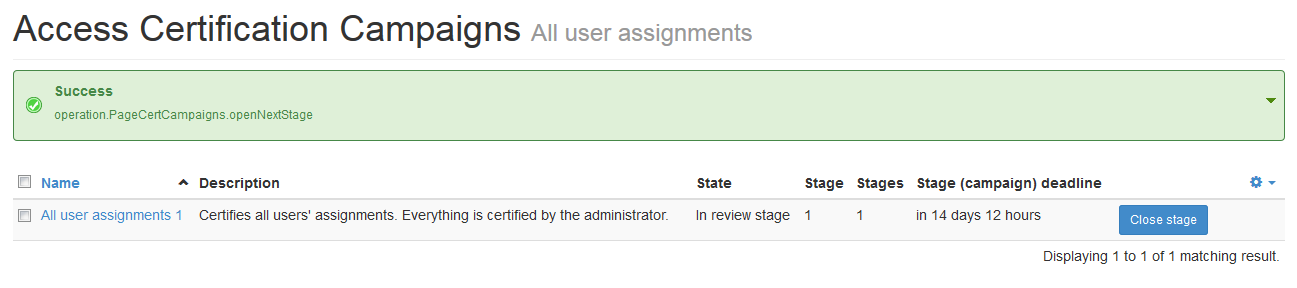 Access Certification Campaigns All user assignments
Success
operation.PageCertCampaigns.openNextStage
Name Description State Stage Stages Stage (campaign) deadline
All user assignments 1 Certifies all users' assignments. Everything is certified by the administrator. In review stage 1 1 in 14 days 12 hours Close stage
Displaying 1 to 1 of 1 matching result.